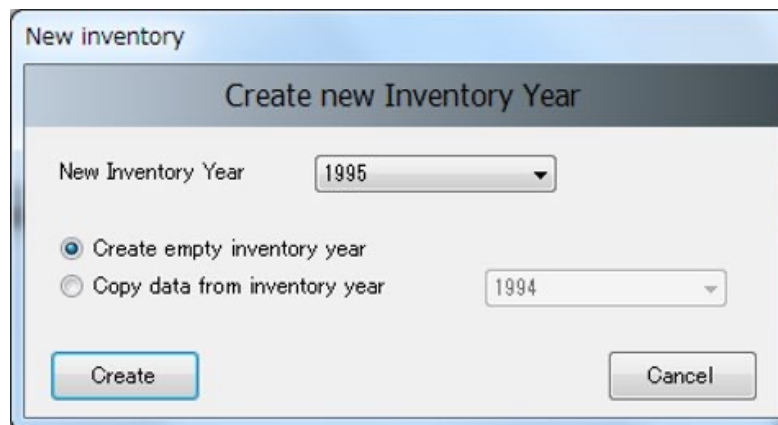 New inventory
Create new Inventory Year
New Inventory Year 1995
Create empty inventory year
Copy data from inventory year 1994
Create Cancel